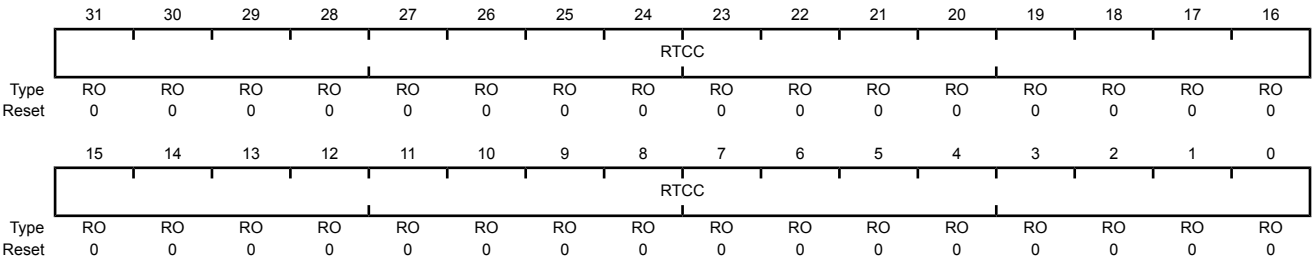 31 30 29 28 27 26 25 24 23 22 21 20 19 18 17 16
RTCC
Type RO RO RO RO RO RO RO RO RO RO RO RO RO RO RO RO
Reset 0 0 0 0 0 0 0 0 0 0 0 0 0 0 0 0
15 14 13 12 11 10 9 8 7 6 5 4 3 2 1 0
RTCC
Type RO RO RO RO RO RO RO RO RO RO RO RO RO RO RO RO
Reset 0 0 0 0 0 0 0 0 0 0 0 0 0 0 0 0